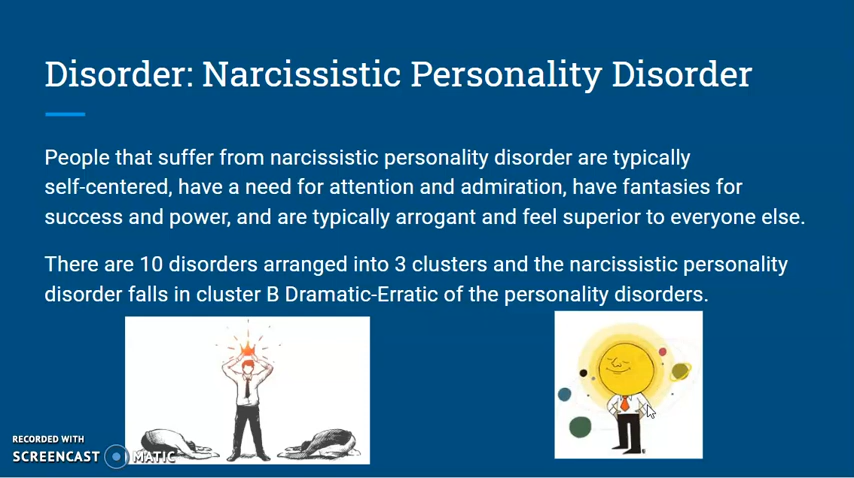 Disorder: Narcissistic Personality Disorder
People that suffer from narcissistic personality disorder are typically
self-centered, have a need for attention and admiration, have fantasies for
success and power, and are typically arrogant and feel superior to everyone else.
There are 10 disorders arranged into 3 clusters and the narcissistic personality
disorder falls in cluster B Dramatic-Erratic of the personality disorders.
RECORDED WITH
SCREENCAST MATIC